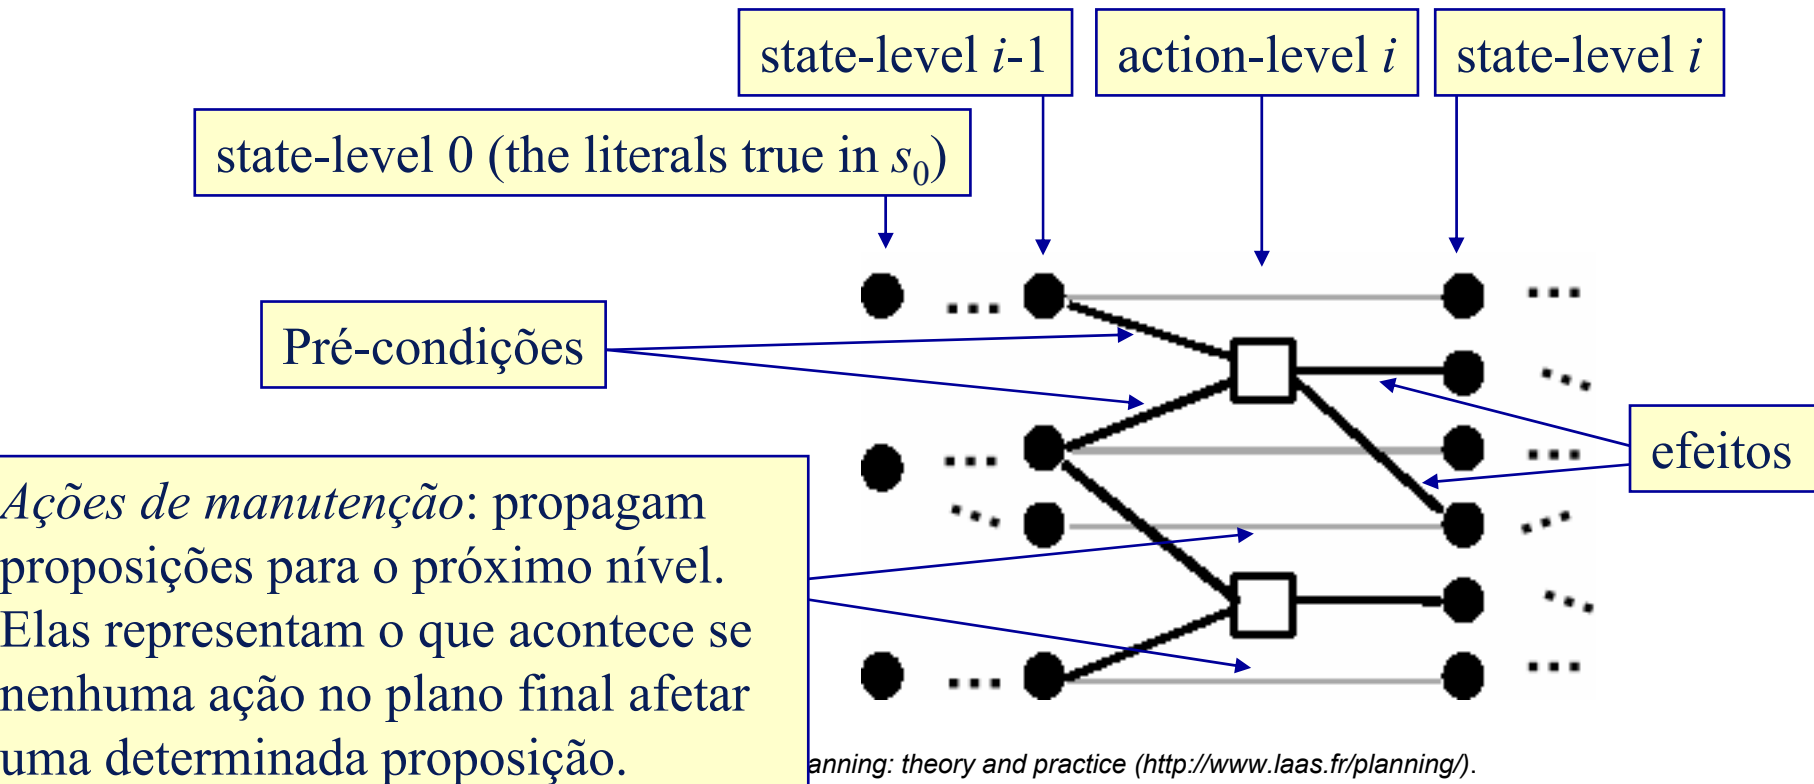 state-level i-1
action-level i
state-level i
state-level 0 (the literals true in s0)
Pré-condições
efeitos
Ações de manutenção: propagam
proposições para o próximo nível.
Elas representam o que acontece se
nenhuma ação no plano final afetar
uma determinada proposição.
: theory and practice (http://www.laas.fr/planning/).